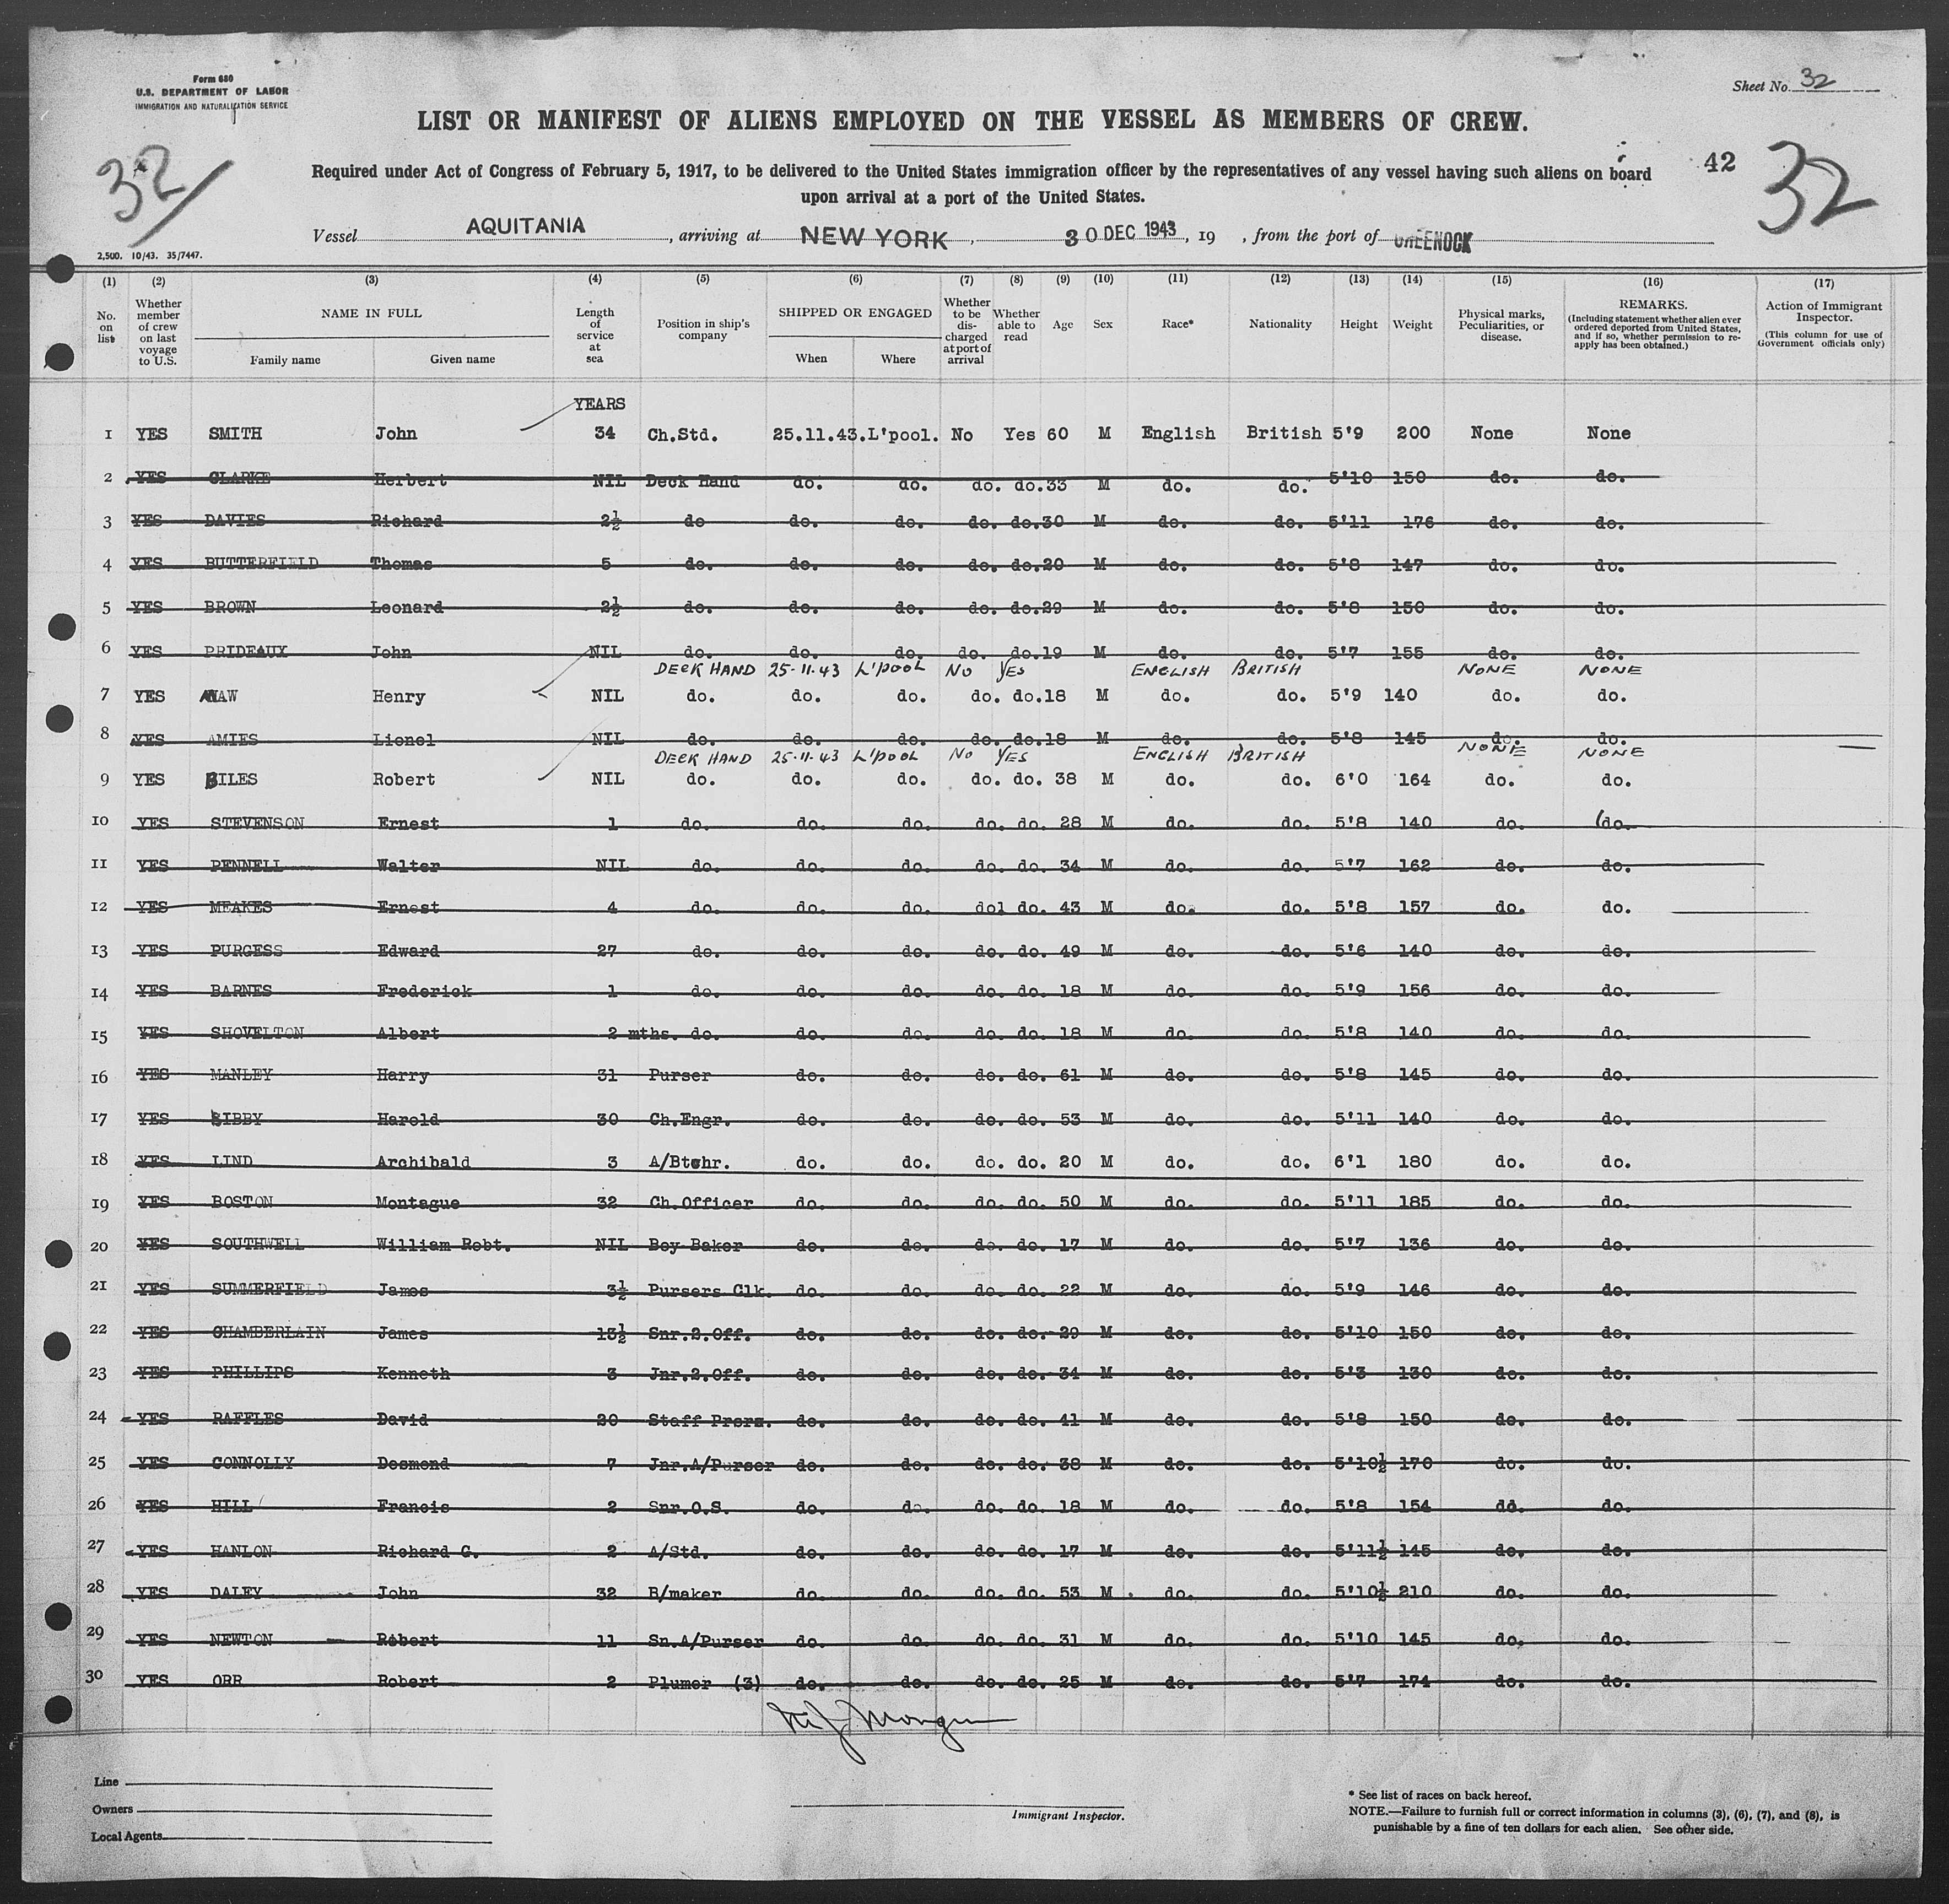 Form 680
U.S. DEPARTMENT OF LABOR
IMMIGRATION AND NATURALIZATION SERVICE
Sheet No. 32
LIST OR MANIFEST OF ALIENS EMPLOYED ON THE VESSEL AS MEMBERS OF CREW.
32
42
32
Required under Act of Congress of February 5, 1917, to be delivered to the United States immigration officer by the representatives of any vessel having such aliens on board
upon arrival at a port of the United States.
Vessel AQUITANIA, arriving at NEW YORK, 30 DEC 1943, 19 , from the port of GREENOCK
2,500. 10/43. 35/7447.
(1) (2) (3) (4) (5) (6) (7) (8) (9) (10) (11) (12) (13) (14) (15) (16) (17)
No. on list Whether member of crew on last voyage to U.S. NAME IN FULL Family name Given name Length of service at sea Position in ship's company SHIPPED OR ENGAGED When Where Whether to be discharged at port of arrival Whether able to read Age Sex Race* Nationality Height Weight Physical marks, Peculiarities, or disease. REMARKS. (Including statement whether alien ever ordered deported from United States, and if so, whether permission to re-apply has been obtained.) Action of Immigrant Inspector. (This column for use of Government officials only)
YEARS
1 YES SMITH John 34 Ch.Std. 25.11.43. L'pool. No Yes 60 M English British 5'9 200 None None
2 YES CLARKE Herbert NIL Deck Hand do. do. do. do. 33 M do. do. 5'10 150 do. do.
3 YES DAVIES Richard 2½ do do. do. do. do. 30 M do. do. 5'11 176 do. do.
4 YES BUTTERFIELD Thomas 5 do. do. do. do. do. 20 M do. do. 5'8 147 do. do.
5 YES BROWN Leonard 2½ do. do. do. do. do. 29 M do. do. 5'8 150 do. do.
6 YES PRIDEAUX John NIL do. do. do. do. do. 19 M do. do. 5'7 155 do. do.
DECK HAND 25-11-43 L'POOL NO YES ENGLISH BRITISH NONE NONE
7 YES Henry NIL do. do. do. do. do. 18 M do. do. 5'9 140 do. do.
8 YES AMIES Lionel NIL do. do. do. do. do. 18 M do. do. 5'8 145 do. do.
DECK HAND 25-11-43 L'POOL NO YES ENGLISH BRITISH NONE NONE
9 YES BILES Robert NIL do. do. do. do. do. 38 M do. do. 6'0 164 do. do.
10 YES STEVENSON Ernest 1 do. do. do. do. do. 28 M do. do. 5'8 140 do. do.
11 YES PENNELL Walter NIL do. do. do. do. do. 34 M do. do. 5'7 162 do. do.
12 YES MEAKES Ernest 4 do. do. do. dol do. 43 M do. do. 5'8 157 do. do.
13 YES PURGESS Edward 27 do. do. do. do. do. 49 M do. do. 5'6 140 do. do.
14 YES BARNES Frederick 1 do. do. do. do. do. 18 M do. do. 5'9 156 do. do.
15 YES SHOVELTON Albert 2 mths. do. do. do. do. do. 18 M do. do. 5'8 140 do. do.
16 YES MANLEY Harry 31 Purser do. do. do. do. 61 M do. do. 5'8 145 do. do.
17 YES BIBBY Harold 30 Ch.Engr. do. do. do. do. 53 M do. do. 5'11 140 do. do.
18 YES LIND Archibald 3 A/Btchr. do. do. do. do. 20 M do. do. 6'1 180 do. do.
19 YES BOSTON Montague 32 Ch.Officer do. do. do. do. 50 M do. do. 5'11 185 do. do.
20 YES SOUTHWELL William Robt. NIL Boy Baker do. do. do. do. 17 M do. do. 5'7 136 do. do.
21 YES SUMMERFIELD James 3½ Pursers Clk. do. do. do. do. 22 M do. do. 5'9 146 do. do.
22 YES CHAMBERLAIN James 13½ Snr.2.Off. do. do. do. do. 29 M do. do. 5'10 150 do. do.
23 YES PHILLIPS Kenneth 3 Jnr.2.Off. do. do. do. do. 34 M do. do. 5'3 130 do. do.
24 YES RAFFLES David 20 Staff Prsrs. do. do. do. do. 41 M do. do. 5'8 150 do. do.
25 YES CONNOLLY Desmond 7 Jnr.A/Purser do. do. do. do. 38 M do. do. 5'10½ 170 do. do.
26 YES HILL Francis 2 Snr.O.S. do. do. do. do. 18 M do. do. 5'8 154 do. do.
27 YES HANLON Richard G. 2 A/Std. do. do. do. do. 17 M do. do. 5'11½ 145 do. do.
28 YES DALEY John 32 B/maker do. do. do. do. 53 M do. do. 5'10½ 210 do. do.
29 YES NEWTON Robert 11 Sn.A/Purser do. do. do. do. 31 M do. do. 5'10 145 do. do.
30 YES ORR Robert 2 Plumer (3) do. do. do. do. 25 M do. do. 5'7 174 do. do.
Line
Owners
Local Agents
Immigrant Inspector.
* See list of races on back hereof.
NOTE.—Failure to furnish full or correct information in columns (3), (6), (7), and (8), is
punishable by a fine of ten dollars for each alien. See other side.